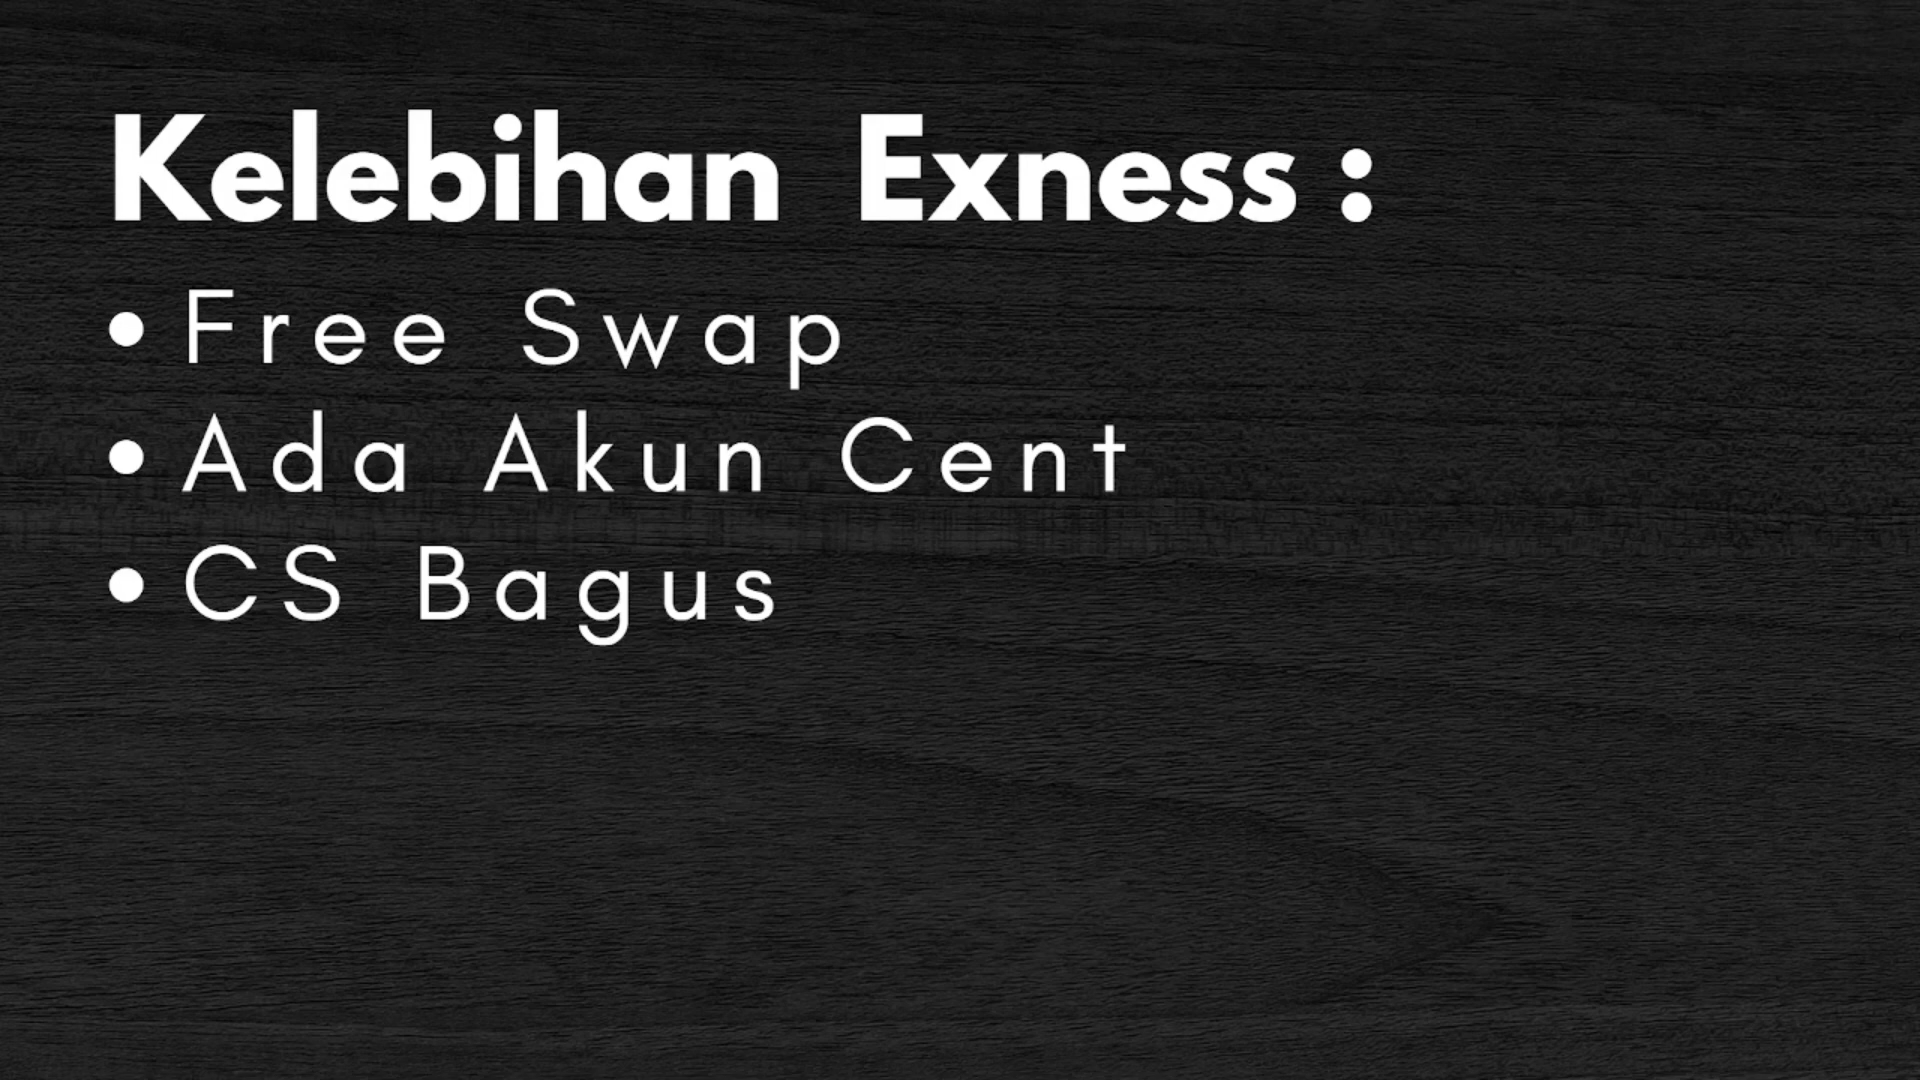 Kelebihan Exness :
• Free Swap
• Ada Akun Cent
• CS Bagus